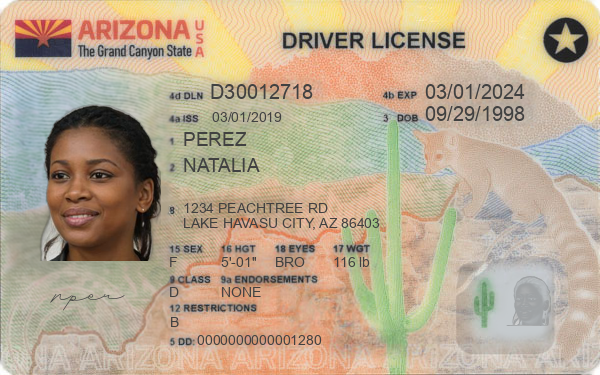 ARIZONA USA
The Grand Canyon State
DRIVER LICENSE
4d DLN D30012718 4b EXP 03/01/2024
4a ISS 03/01/2019 3 DOB 09/29/1998
1 PEREZ
2 NATALIA
8 1234 PEACHTREE RD
LAKE HAVASU CITY, AZ 86403
15 SEX 16 HGT 18 EYES 17 WGT
F 5'-01" BRO 116 lb
9 CLASS 9a ENDORSEMENTS
D NONE
12 RESTRICTIONS
B
5 DD: 0000000000001280
nper
ARIZONA ARIZONA ARIZONA ARIZONA